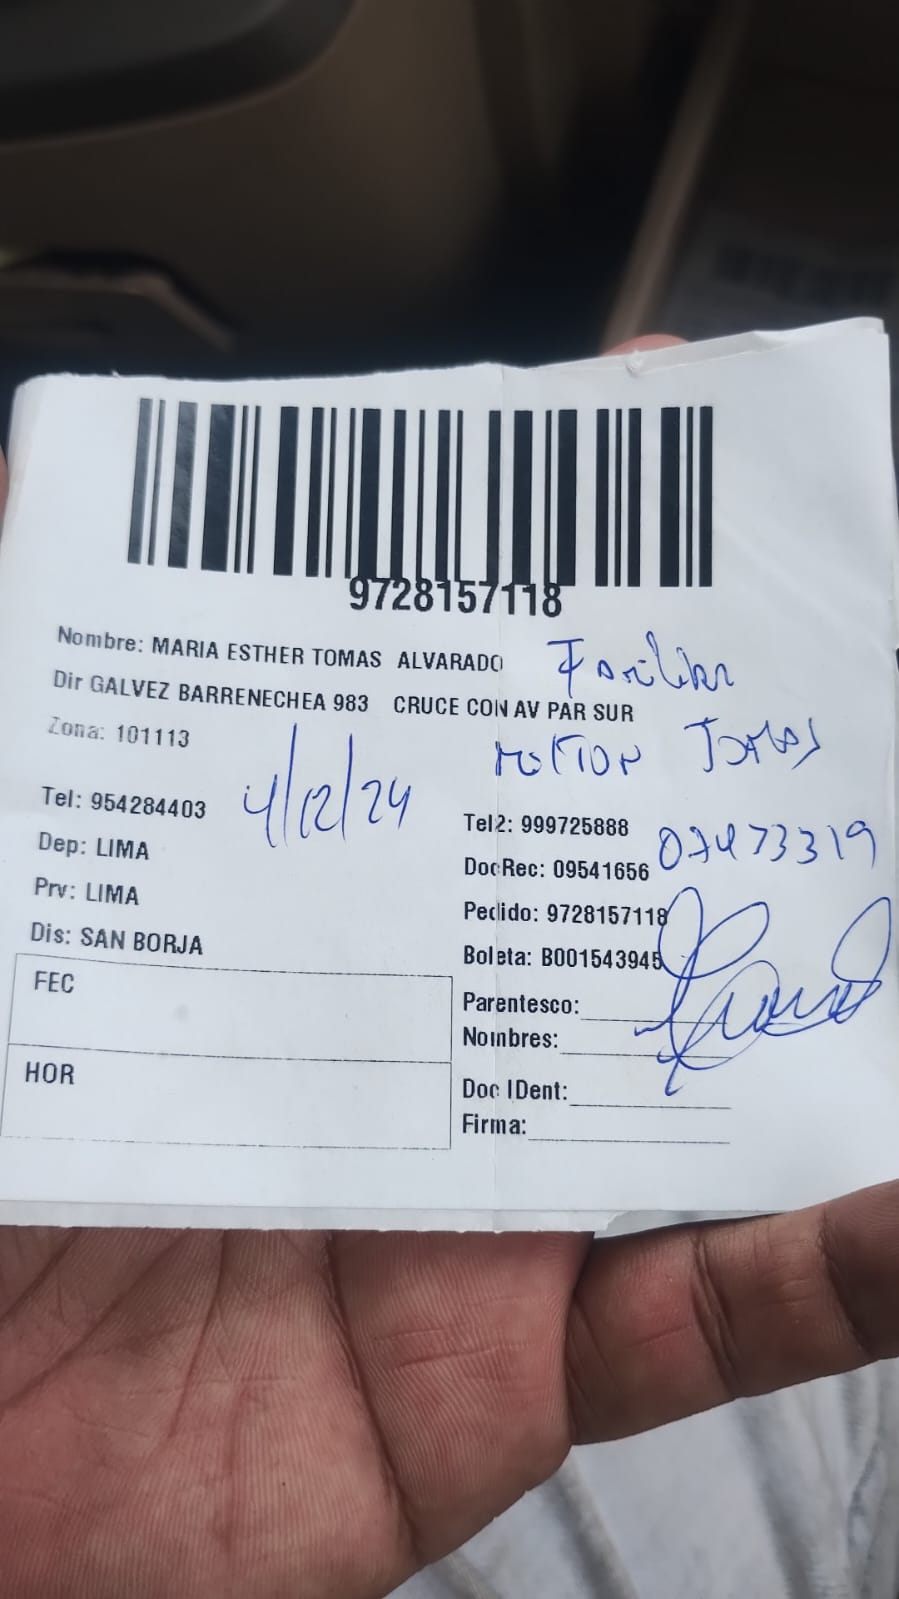 9728157118
Nombre: MARIA ESTHER TOMAS ALVARADO
Familiar
Dir GALVEZ BARRENECHEA 983 CRUCE CON AV PAR SUR
Zona: 101113
4/12/24
Tomas
Tel: 954284403
Tel2: 999725888
07473319
Dep: LIMA
DocRec: 09541656
Prv: LIMA
Pedido: 9728157118
Dis: SAN BORJA
Boleta: B001543945
FEC
Parentesco:
Nombres:
HOR
Doc IDent:
Firma: